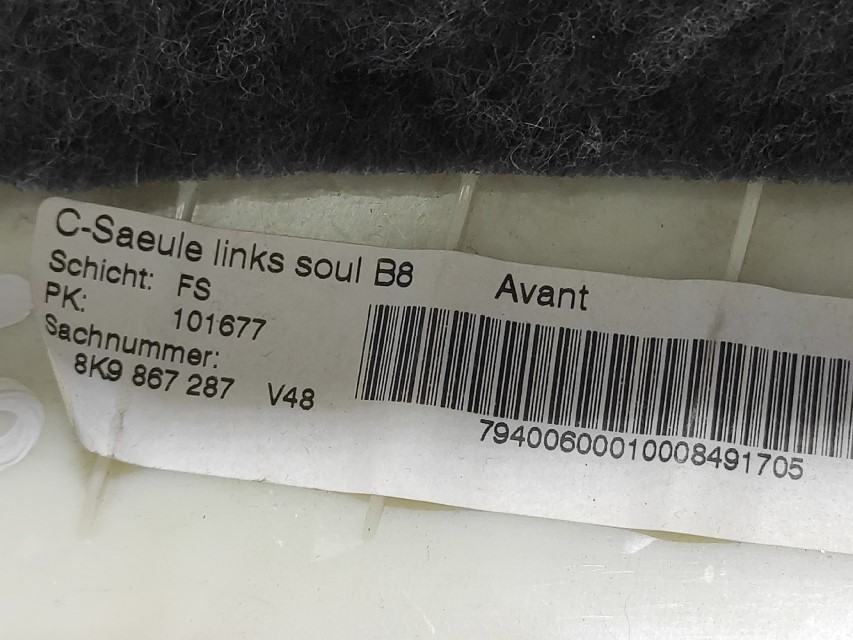 C-Saeule links soul B8 Avant
Schicht: FS
PK: 101677
Sachnummer:
8K9 867 287 V48
79400600010008491705